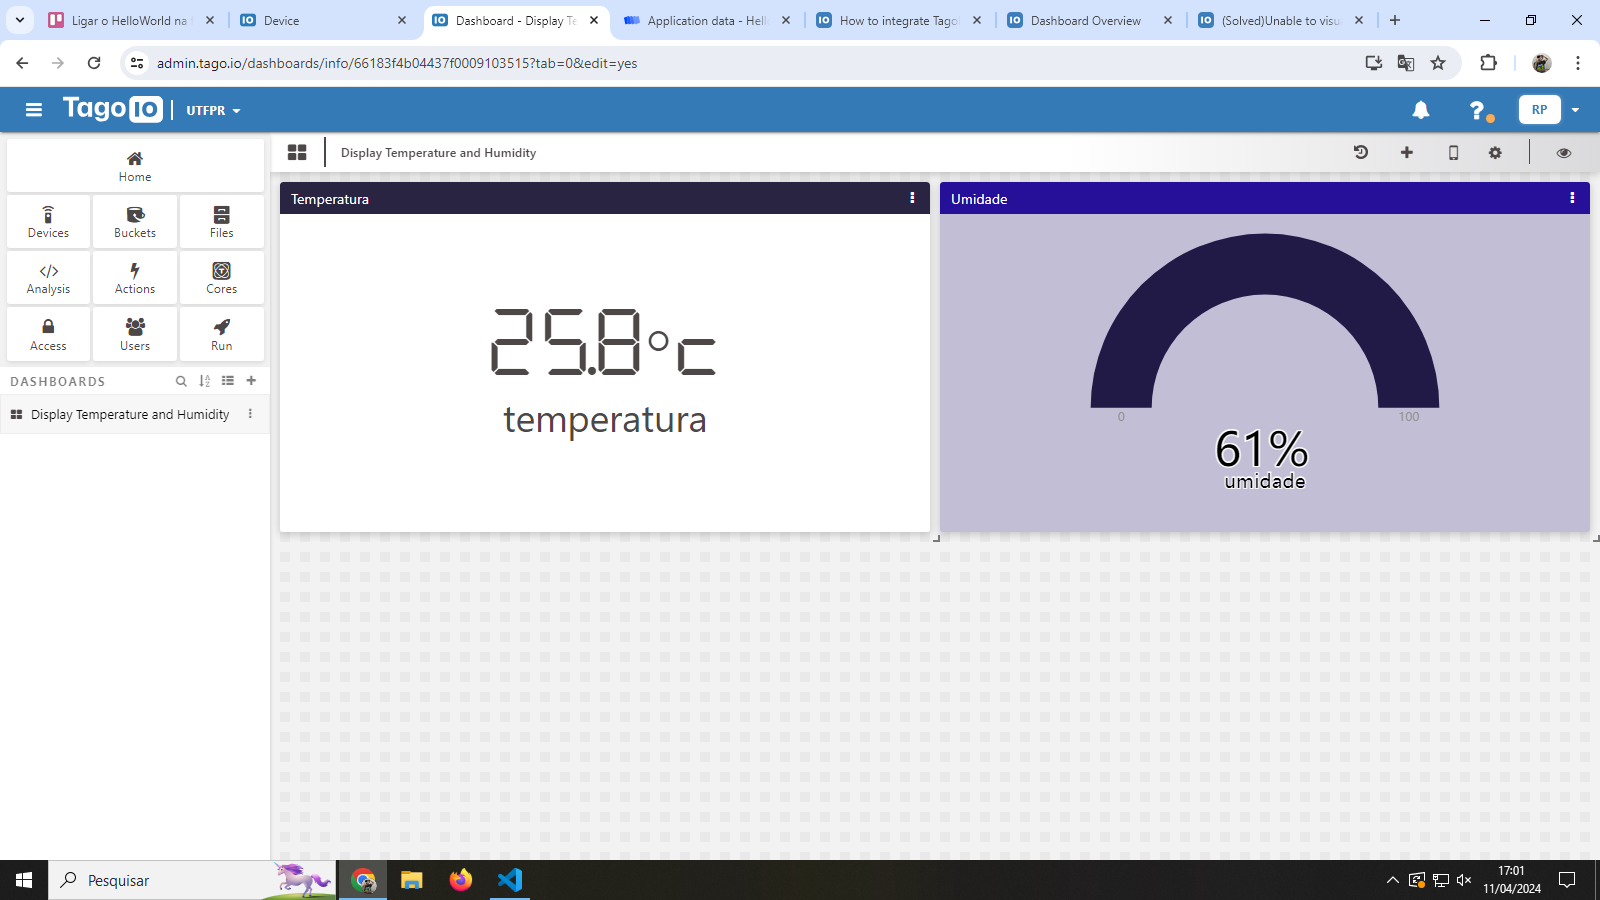 Ligar o HelloWorld na
Device
Dashboard - Display Te
Application data - Hell
How to integrate Tago
Dashboard Overview
(Solved)Unable to visu
admin.tago.io/dashboards/info/66183f4b04437f0009103515?tab=0&edit=yes
Tago IO
UTFPR
RP
Home
Devices
Buckets
Files
Analysis
Actions
Cores
Access
Users
Run
DASHBOARDS
Display Temperature and Humidity
Display Temperature and Humidity
Temperatura
25.8°c
temperatura
Umidade
0
100
61%
umidade
Pesquisar
17:01
11/04/2024